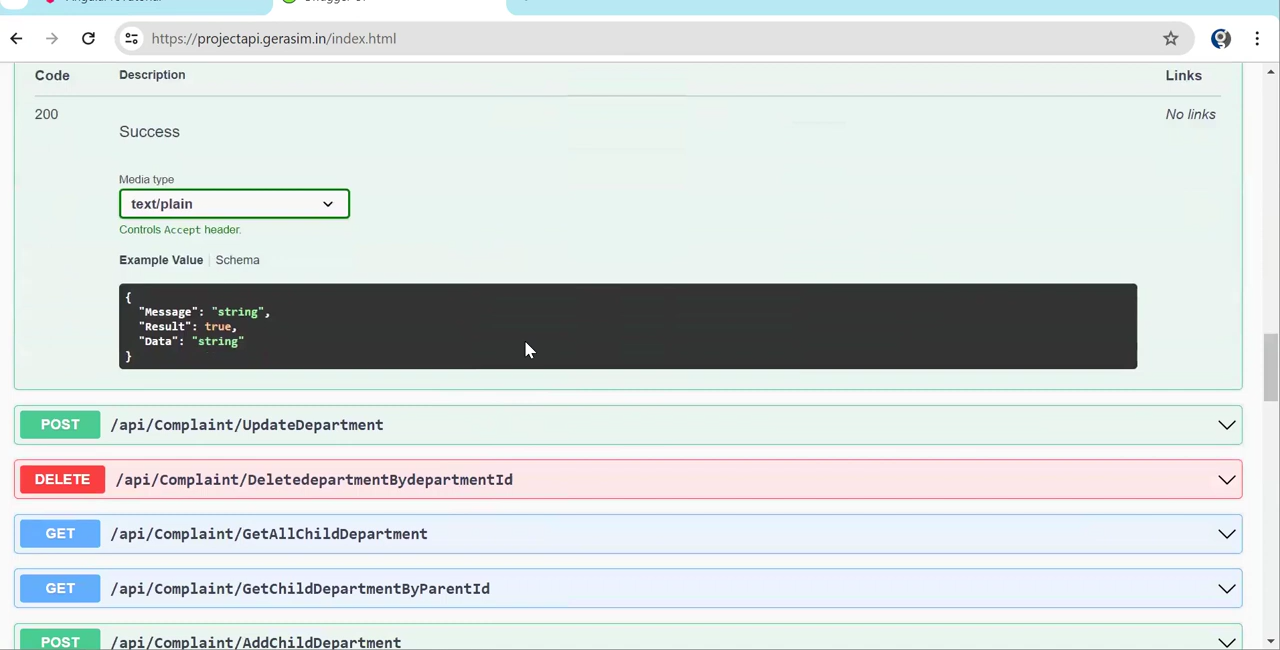 https://projectapi.gerasim.in/index.html
Code Description Links
200 No links
Success
Media type
text/plain
Controls Accept header.
Example Value Schema
{
"Message": "string",
"Result": true,
"Data": "string"
}
POST /api/Complaint/UpdateDepartment
DELETE /api/Complaint/DeletedepartmentBydepartmentId
GET /api/Complaint/GetAllChildDepartment
GET /api/Complaint/GetChildDepartmentByParentId
POST /api/Complaint/AddChildDepartment